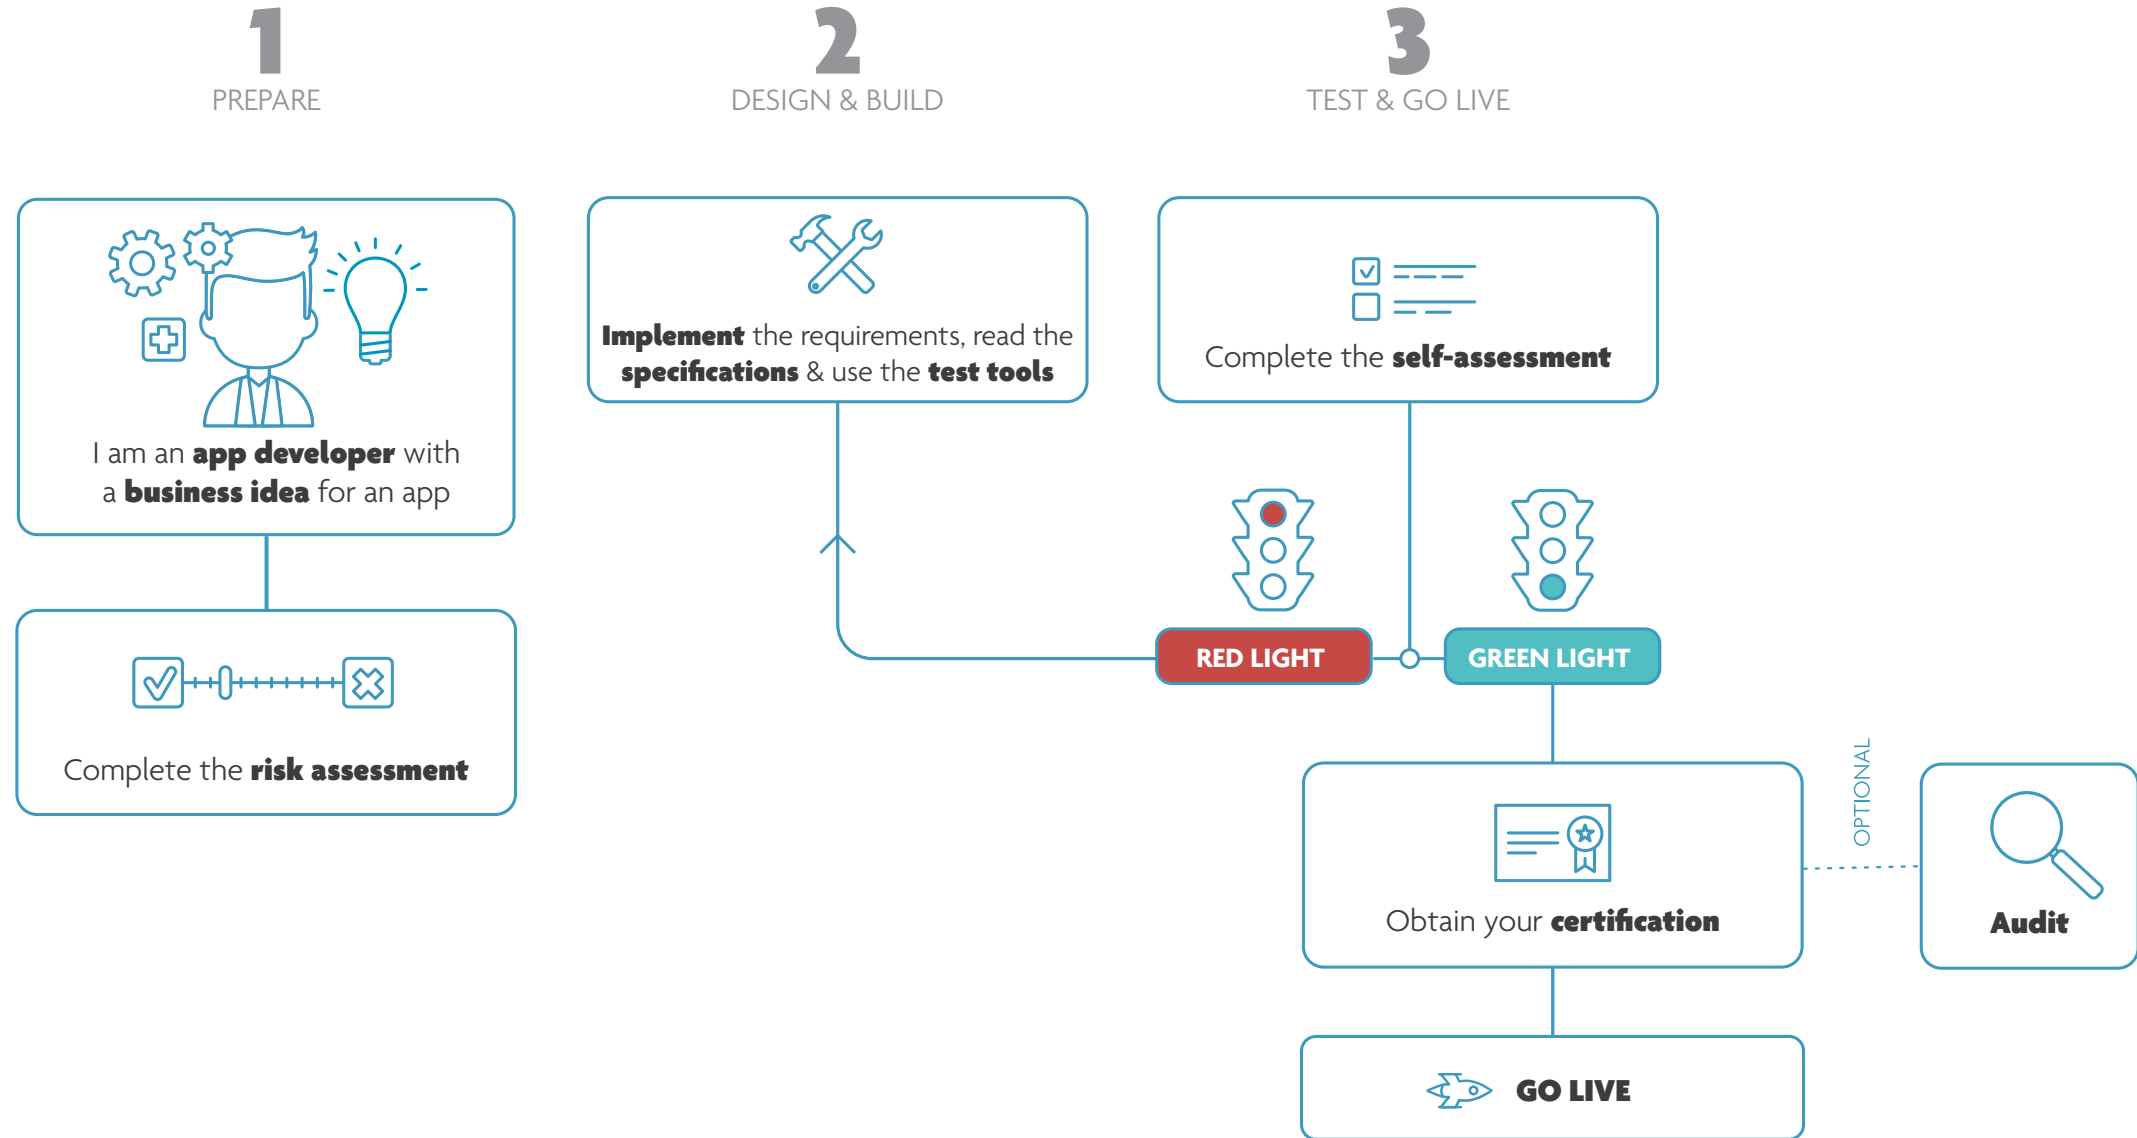 1
PREPARE
I am an app developer with
a business idea for an app
Complete the risk assessment
2
DESIGN & BUILD
Implement the requirements, read the
specifications & use the test tools
3
TEST & GO LIVE
Complete the self-assessment
RED LIGHT
GREEN LIGHT
Obtain your certification
OPTIONAL
Audit
GO LIVE